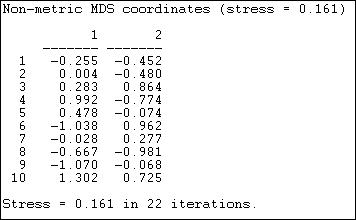 Non-metric MDS coordinates (stress = 0.161)
1 2
------- -------
1 -0.255 -0.452
2 0.004 -0.480
3 0.283 0.864
4 0.992 -0.774
5 0.478 -0.074
6 -1.038 0.962
7 -0.028 0.277
8 -0.667 -0.981
9 -1.070 -0.068
10 1.302 0.725
Stress = 0.161 in 22 iterations.